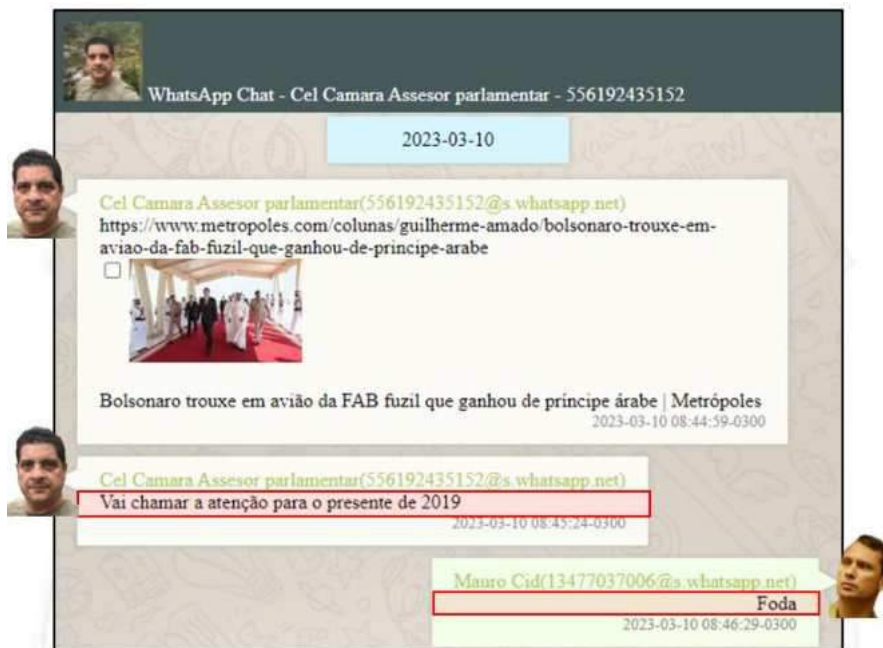 WhatsApp Chat - Cel Camara Assesor parlamentar - 556192435152
2023-03-10
Cel Camara Assesor parlamentar(556192435152@s.whatsapp.net)
https://www.metropoles.com/colunas/guilherme-amado/bolsonaro-trouxe-em-
aviao-da-fab-fuzil-que-ganhou-de-principe-arabe
Bolsonaro trouxe em avião da FAB fuzil que ganhou de príncipe árabe | Metrópoles
2023-03-10 08:44:59-0300
Cel Camara Assesor parlamentar(556192435152@s.whatsapp.net)
Vai chamar a atenção para o presente de 2019
2023-03-10 08:45:24-0300
Mauro Cid(13477037006@s.whatsapp.net)
Foda
2023-03-10 08:46:29-0300